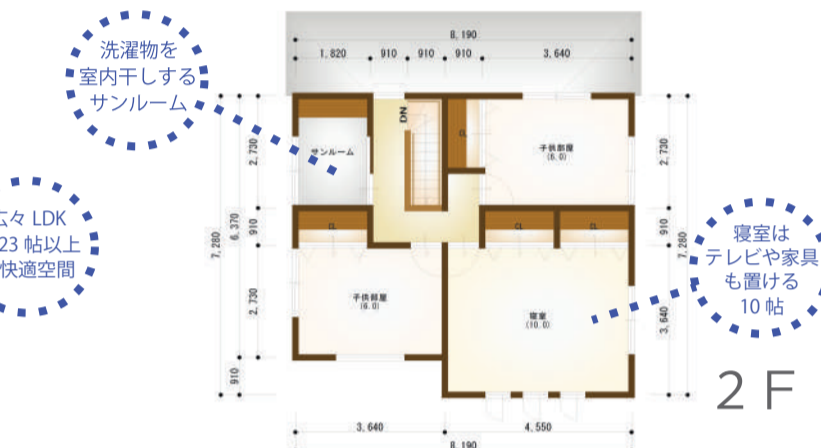 8,190
1,820
910
910
910
3,640
洗濯物を
室内干しする
サンルーム
DN
CL
サンルーム
子供部屋
(6.0)
2,730
910
2,730
910
6,370
7,280
2,730
910
3,640
7,280
広々 LDK
23 帖以上
快適空間
CL
CL
CL
子供部屋
(6.0)
寝室
(10.0)
寝室は
テレビや家具
も置ける
10 帖
2F
3,640
4,550
8,190